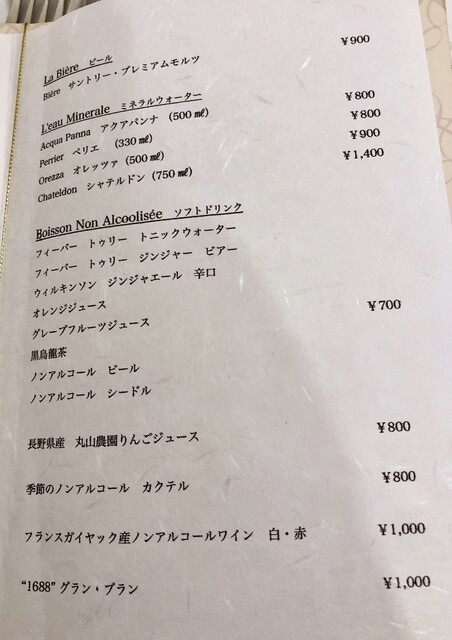 La Bière ビール
Bière サントリー・プレミアムモルツ ￥900
L'eau Minerale ミネラルウォーター
Acqua Panna アクアパンナ (500㎖) ￥800
Perrier ペリエ (330㎖) ￥800
Orezza オレッツァ (500㎖) ￥900
Chateldon シャテルドン (750㎖) ￥1,400
Boisson Non Alcoolisée ソフトドリンク
フィーバー トゥリー トニックウォーター
フィーバー トゥリー ジンジャー ビアー
ウィルキンソン ジンジャエール 辛口
オレンジジュース ￥700
グレープフルーツジュース
黒烏龍茶
ノンアルコール ビール
ノンアルコール シードル
長野県産 丸山農園りんごジュース ￥800
季節のノンアルコール カクテル ￥800
フランスガイヤック産ノンアルコールワイン 白・赤 ￥1,000
“1688” グラン・ブラン ￥1,000